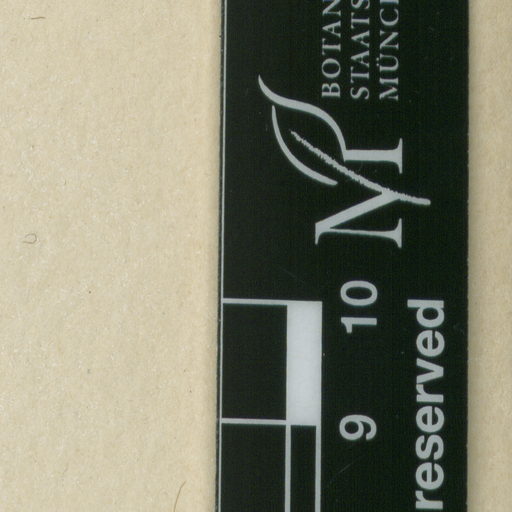 BOTAN
STAATS
MÜNCH
M
10
9
reserved